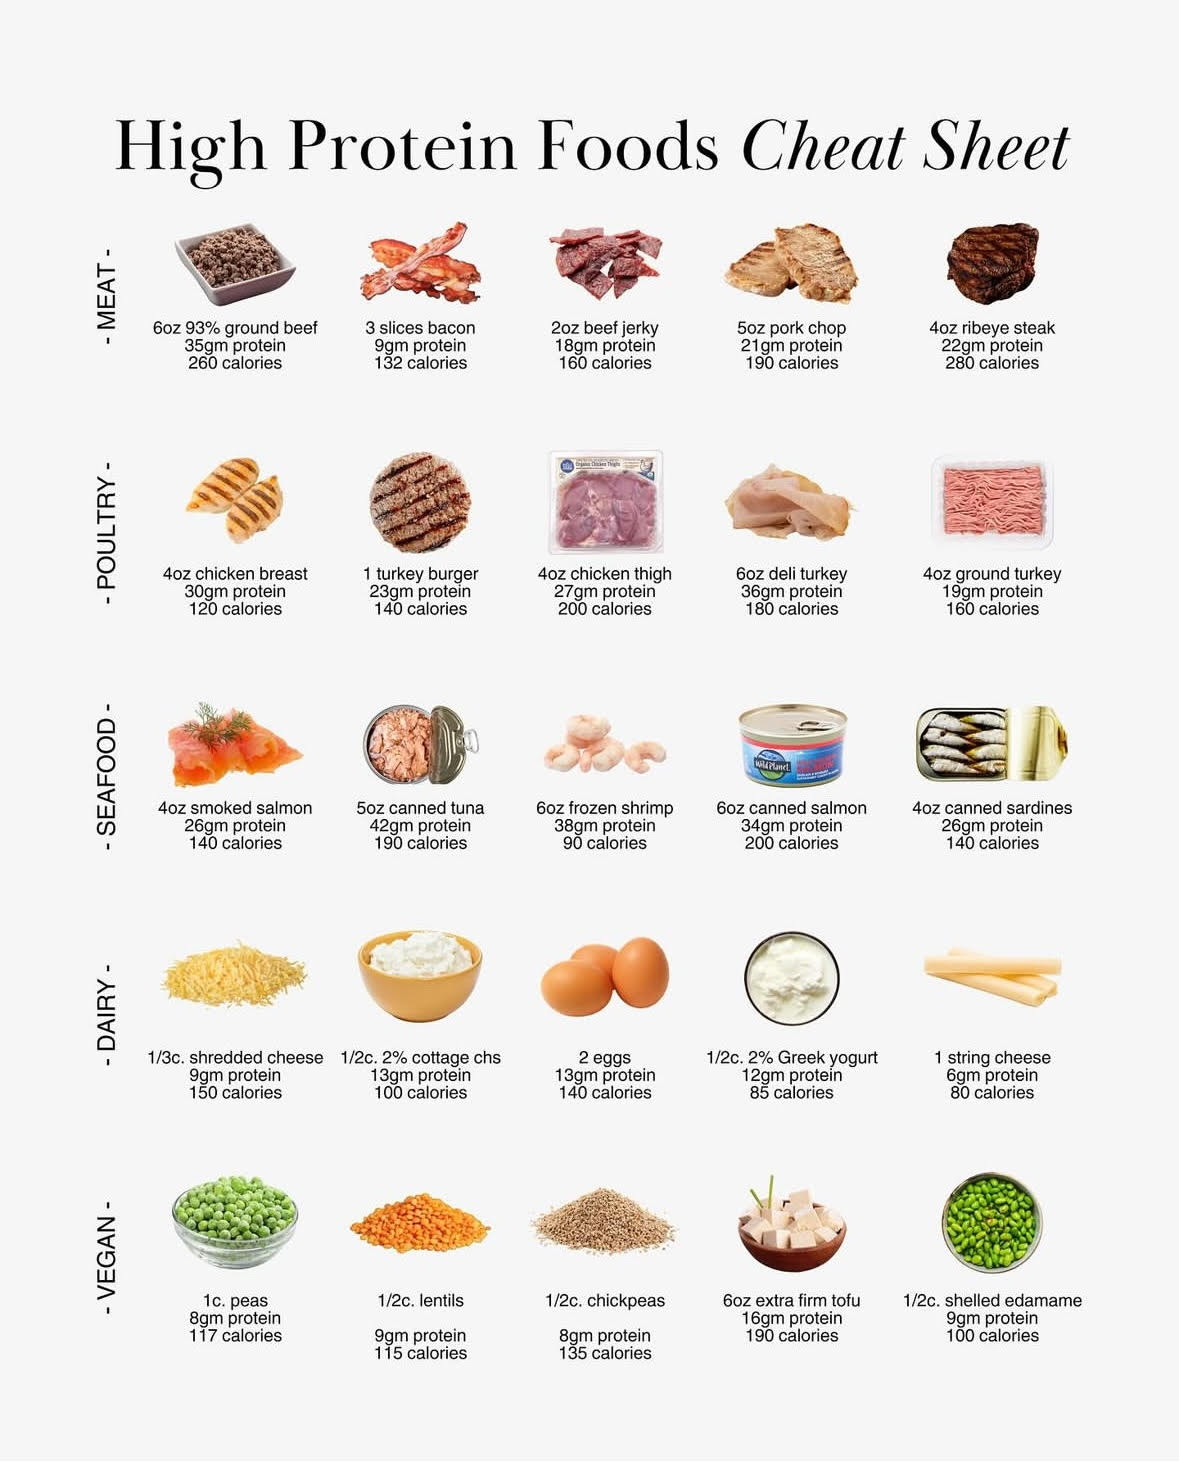 High Protein Foods Cheat Sheet
- MEAT -
6oz 93% ground beef
35gm protein
260 calories
3 slices bacon
9gm protein
132 calories
2oz beef jerky
18gm protein
160 calories
5oz pork chop
21gm protein
190 calories
4oz ribeye steak
22gm protein
280 calories
- POULTRY -
4oz chicken breast
30gm protein
120 calories
1 turkey burger
23gm protein
140 calories
Organic Chicken Thighs
4oz chicken thigh
27gm protein
200 calories
6oz deli turkey
36gm protein
180 calories
4oz ground turkey
19gm protein
160 calories
- SEAFOOD -
4oz smoked salmon
26gm protein
140 calories
5oz canned tuna
42gm protein
190 calories
6oz frozen shrimp
38gm protein
90 calories
Wild Planet
6oz canned salmon
34gm protein
200 calories
4oz canned sardines
26gm protein
140 calories
- DAIRY -
1/3c. shredded cheese
9gm protein
150 calories
1/2c. 2% cottage chs
13gm protein
100 calories
2 eggs
13gm protein
140 calories
1/2c. 2% Greek yogurt
12gm protein
85 calories
1 string cheese
6gm protein
80 calories
- VEGAN -
1c. peas
8gm protein
117 calories
1/2c. lentils
9gm protein
115 calories
1/2c. chickpeas
8gm protein
135 calories
6oz extra firm tofu
16gm protein
190 calories
1/2c. shelled edamame
9gm protein
100 calories